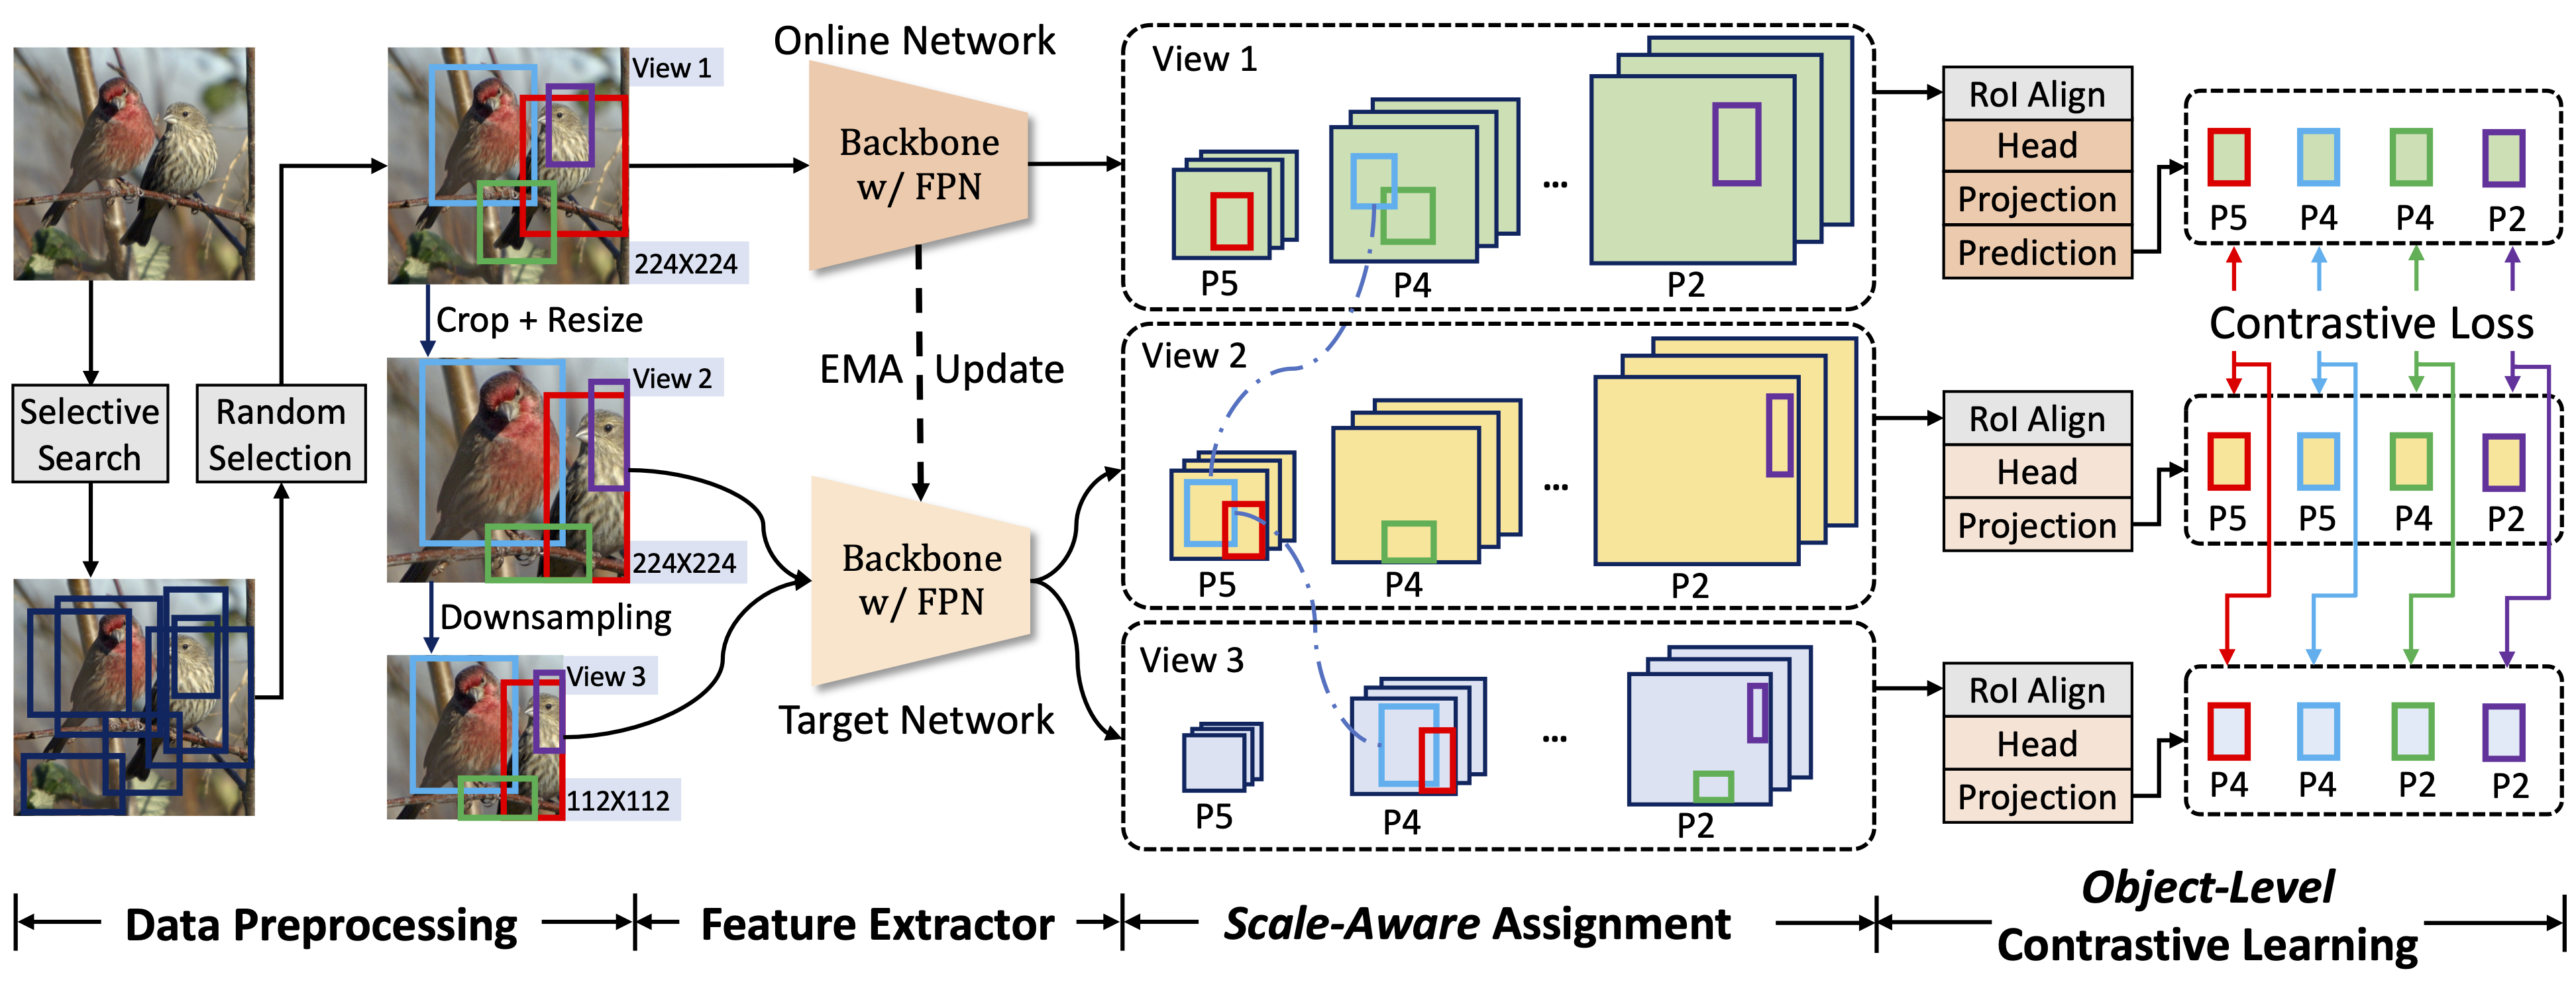 Selective
Search
Random
Selection
View 1
224X224
Crop + Resize
View 2
224X224
Downsampling
View 3
112X112
Online Network
Backbone
w/ FPN
EMA Update
Backbone
w/ FPN
Target Network
View 1
P5
P4
...
P2
View 2
P5
P4
...
P2
View 3
P5
P4
...
P2
RoI Align
Head
Projection
Prediction
P5 P4 P4 P2
Contrastive Loss
RoI Align
Head
Projection
P5 P5 P4 P2
RoI Align
Head
Projection
P4 P4 P2 P2
Data Preprocessing
Feature Extractor
Scale-Aware Assignment
Object-Level
Contrastive Learning